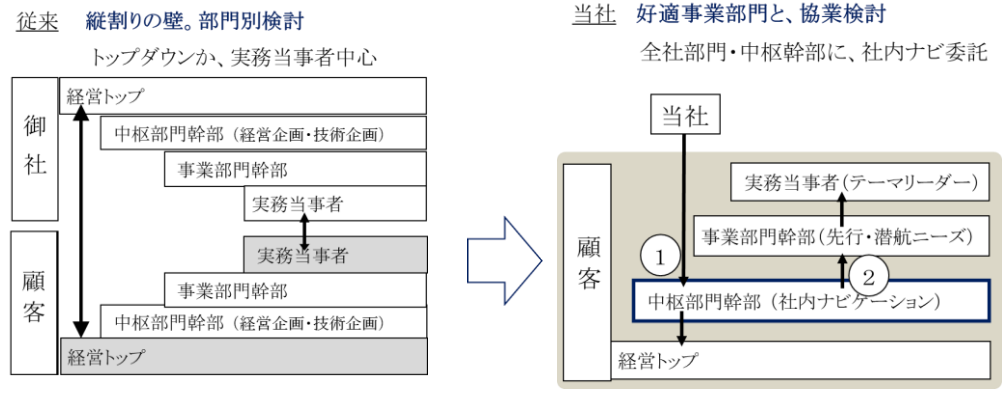 従来 縦割りの壁。部門別検討
トップダウンか、実務当事者中心
御社
経営トップ
中枢部門幹部（経営企画・技術企画）
事業部門幹部
実務当事者
顧客
実務当事者
事業部門幹部
中枢部門幹部（経営企画・技術企画）
経営トップ
当社 好適事業部門と、協業検討
全社部門・中枢幹部に、社内ナビ委託
当社
顧客
実務当事者（テーマリーダー）
事業部門幹部（先行・潜航ニーズ）
1
2
中枢部門幹部（社内ナビゲーション）
経営トップ